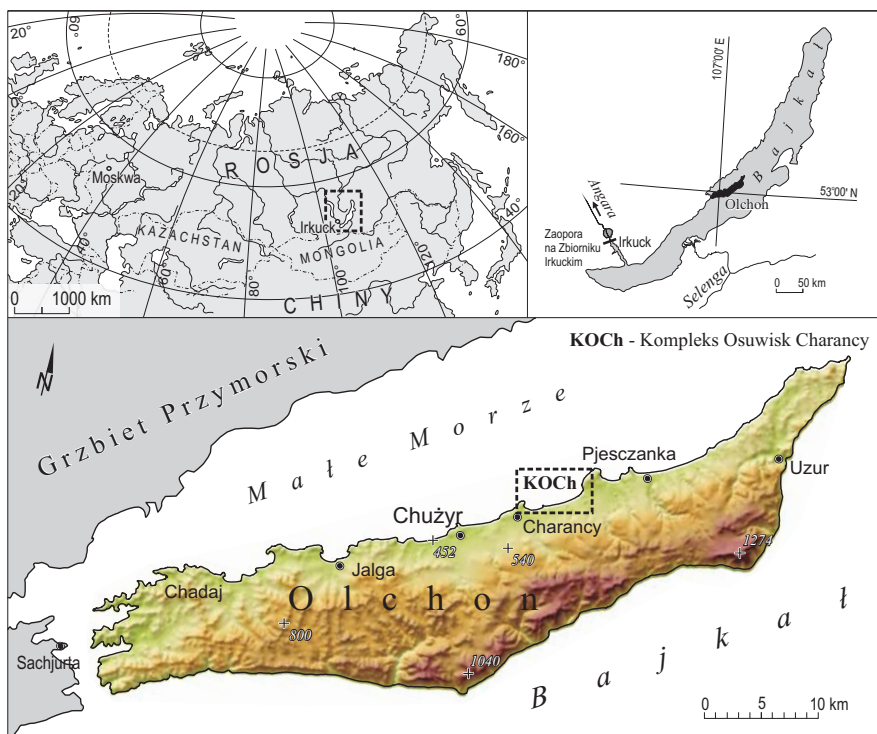 60°
20°
60°
180°
0°
160°
20°
140°
40°
60°
80°
100°
120°
ROSJA
Moskwa
Irkuck
KAZACHSTAN
MONGOLIA
CHINY
0 1000 km
107°00' E
Bajkał
53°00' N
Olchon
Angara
Zaopora
na Zbiorniku
Irkuckim
Irkuck
Selenga
0 50 km
KOCh - Kompleks Osuwisk Charancy
N
Grzbiet Przymorski
Małe Morze
Pjesczanka
Uzur
KOCh
Chużyr
Charancy
452
540
1274
Jalga
Chadaj
Olchon
800
1040
Sachjurta
Bajkał
0 5 10 km